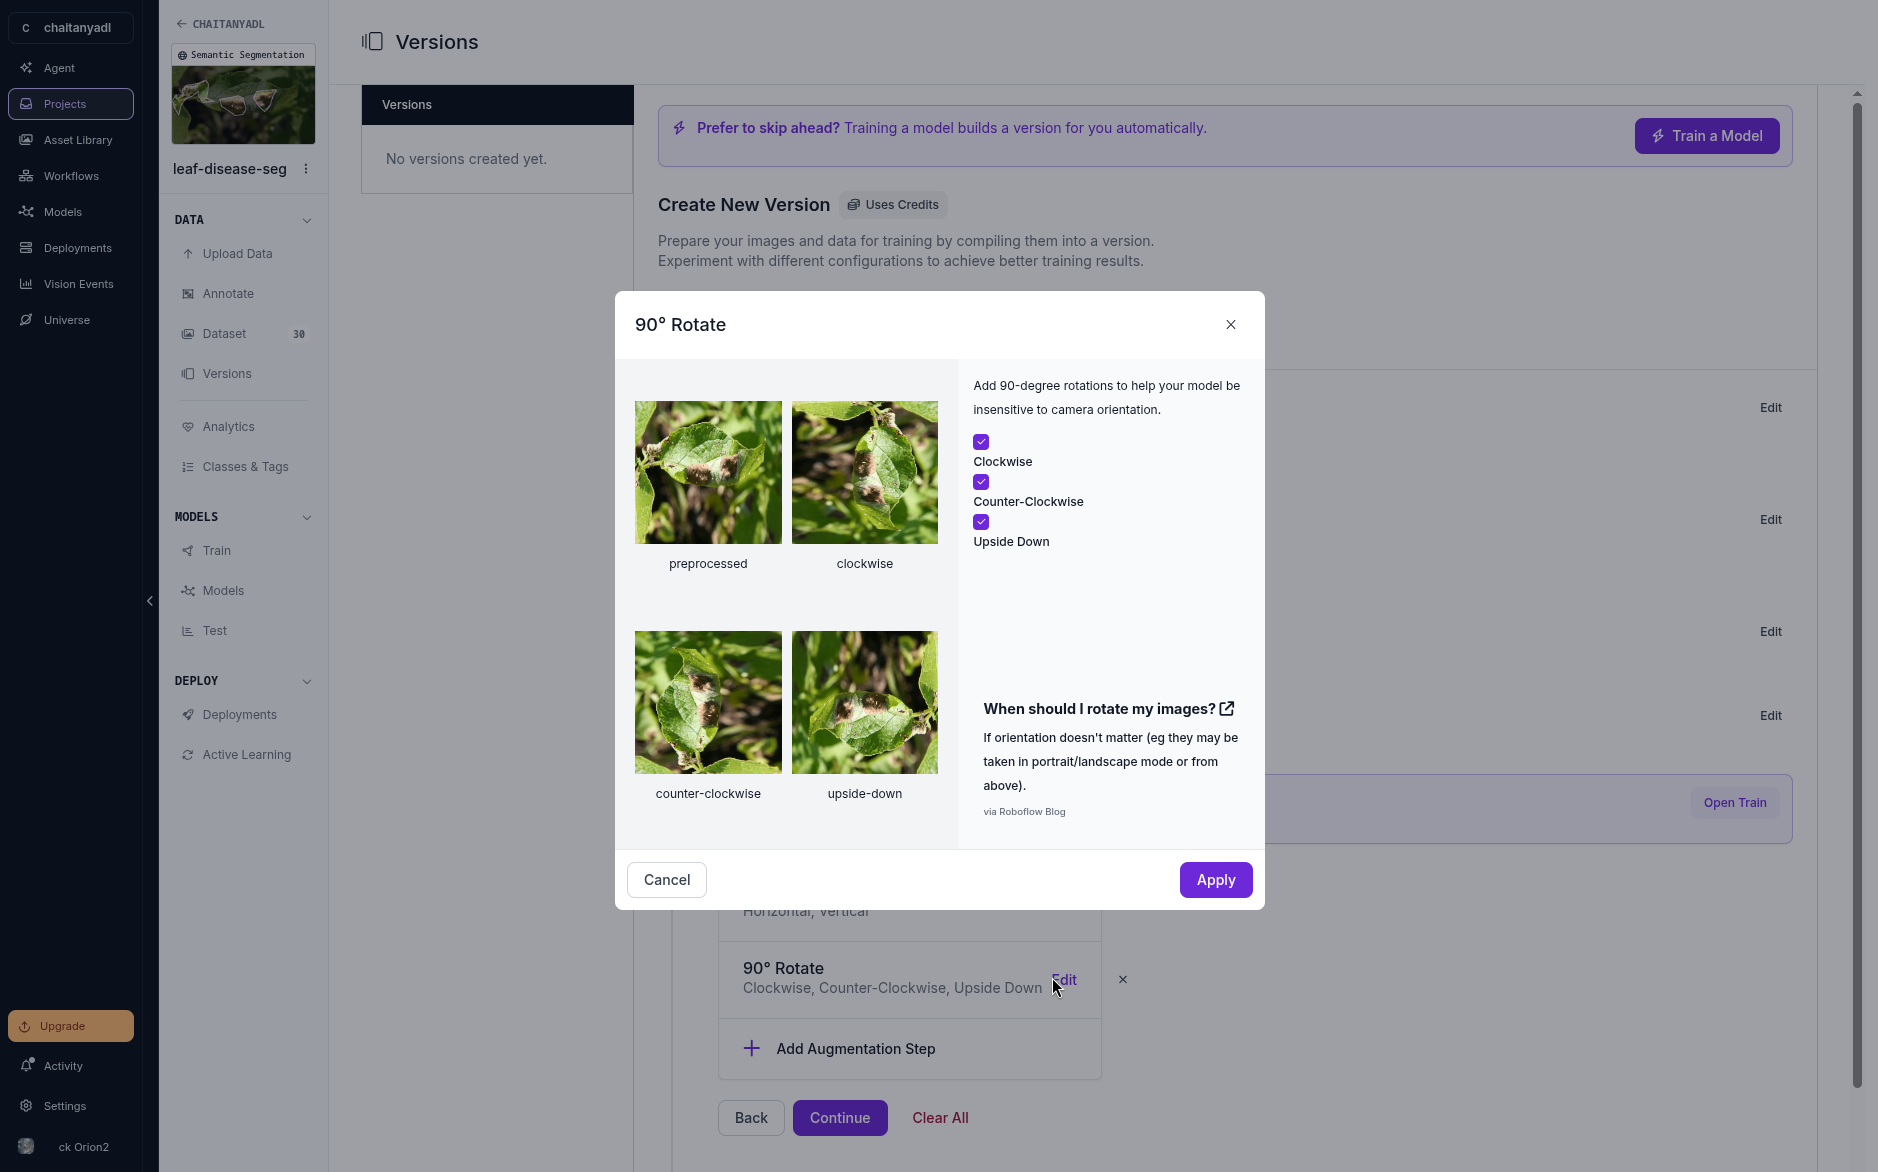 C chaitanyadl
Agent
Projects
Asset Library
Workflows
Models
Deployments
Vision Events
Universe
Upgrade
Activity
Settings
ck Orion2
CHAITANYADL
Semantic Segmentation
leaf-disease-seg
DATA
Upload Data
Annotate
Dataset 30
Versions
Analytics
Classes & Tags
MODELS
Train
Models
Test
DEPLOY
Deployments
Active Learning
Versions
Versions
No versions created yet.
Prefer to skip ahead? Training a model builds a version for you automatically.
Train a Model
Create New Version Uses Credits
Prepare your images and data for training by compiling them into a version.
Experiment with different configurations to achieve better training results.
Edit
Edit
Edit
Edit
Open Train
90° Rotate
preprocessed
clockwise
counter-clockwise
upside-down
Add 90-degree rotations to help your model be
insensitive to camera orientation.
Clockwise
Counter-Clockwise
Upside Down
When should I rotate my images?
If orientation doesn't matter (eg they may be
taken in portrait/landscape mode or from
above).
via Roboflow Blog
Cancel
Apply
Horizontal, Vertical
90° Rotate
Clockwise, Counter-Clockwise, Upside Down
Edit
Add Augmentation Step
Back
Continue
Clear All